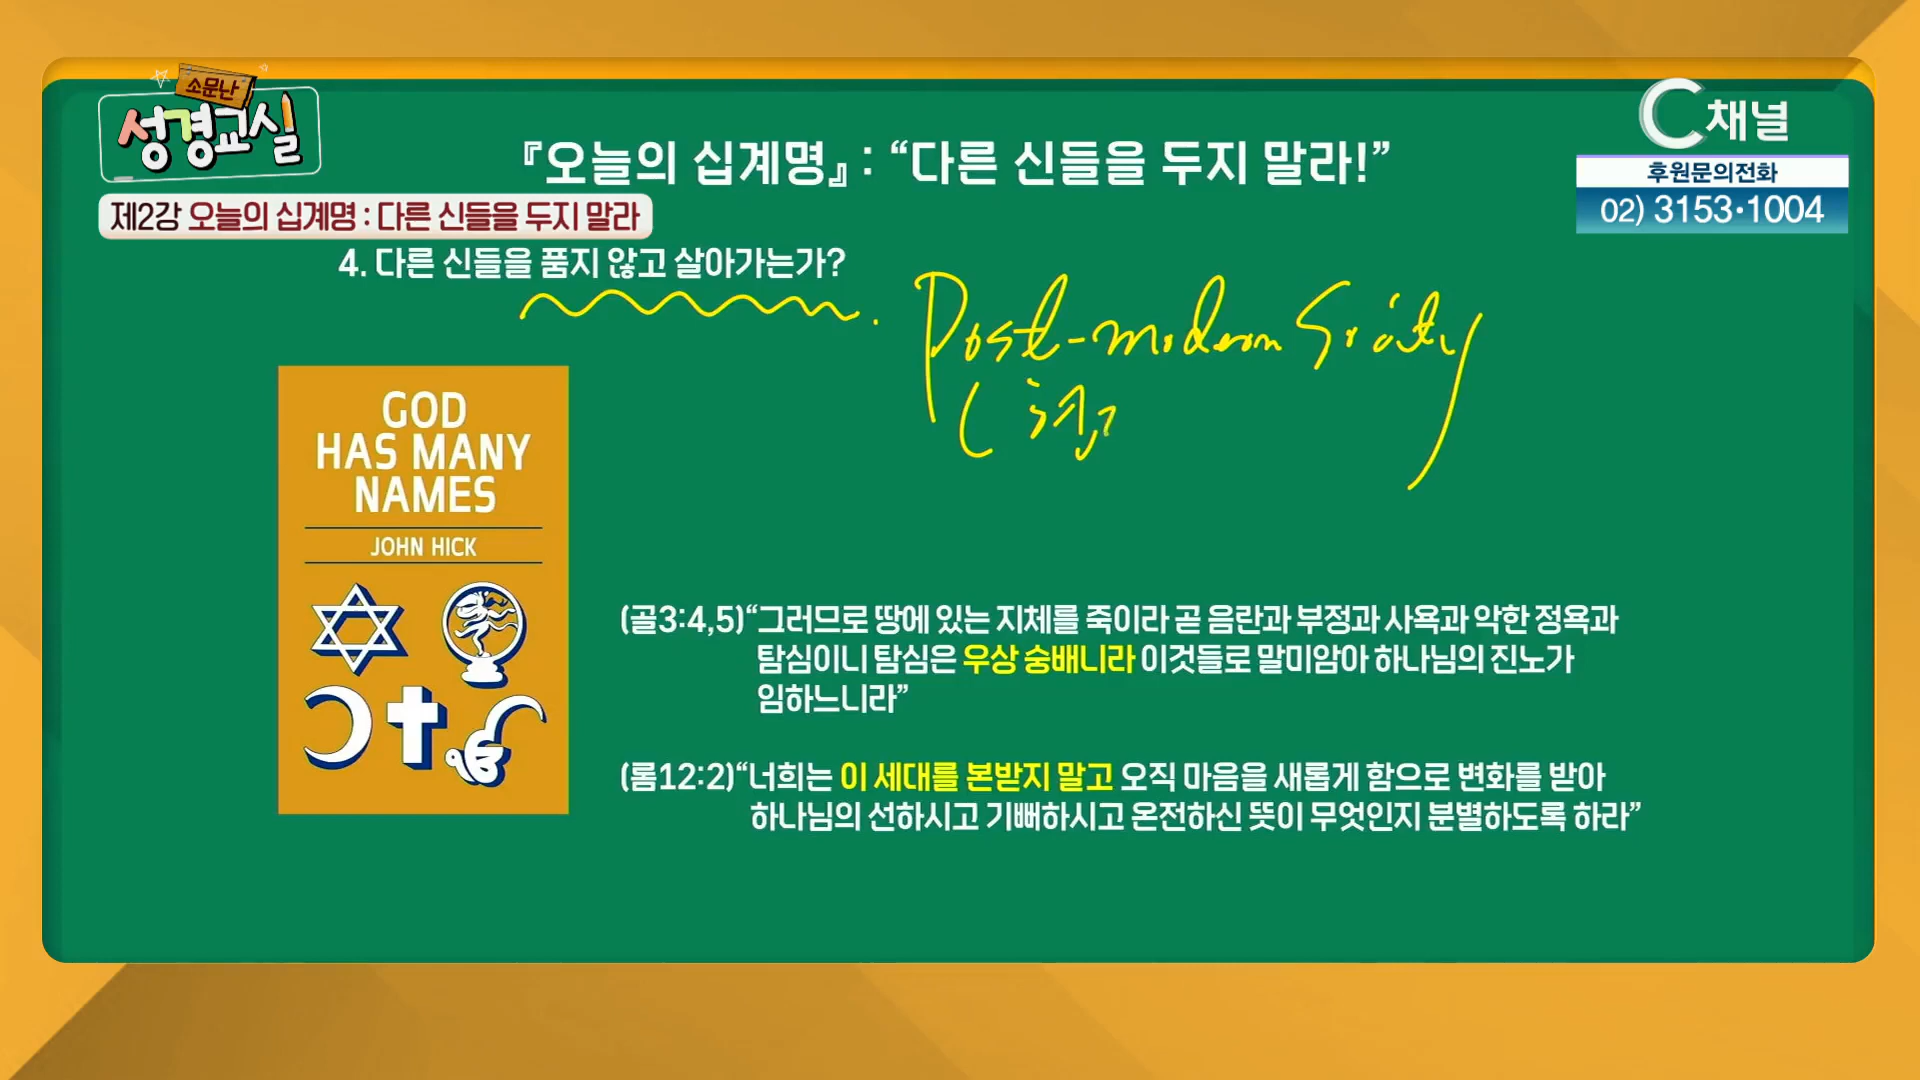 소문난
성경교실
C채널
후원문의전화
02) 3153·1004
『오늘의 십계명』 : “다른 신들을 두지 말라!”
제2강 오늘의 십계명 : 다른 신들을 두지 말라
4. 다른 신들을 품지 않고 살아가는가?
Post-modern
GOD
HAS MANY
NAMES
JOHN HICK
(골3:4,5)“그러므로 땅에 있는 지체를 죽이라 곧 음란과 부정과 사욕과 악한 정욕과
탐심이니 탐심은 우상 숭배니라 이것들로 말미암아 하나님의 진노가
임하느니라”
(롬12:2)“너희는 이 세대를 본받지 말고 오직 마음을 새롭게 함으로 변화를 받아
하나님의 선하시고 기뻐하시고 온전하신 뜻이 무엇인지 분별하도록 하라”